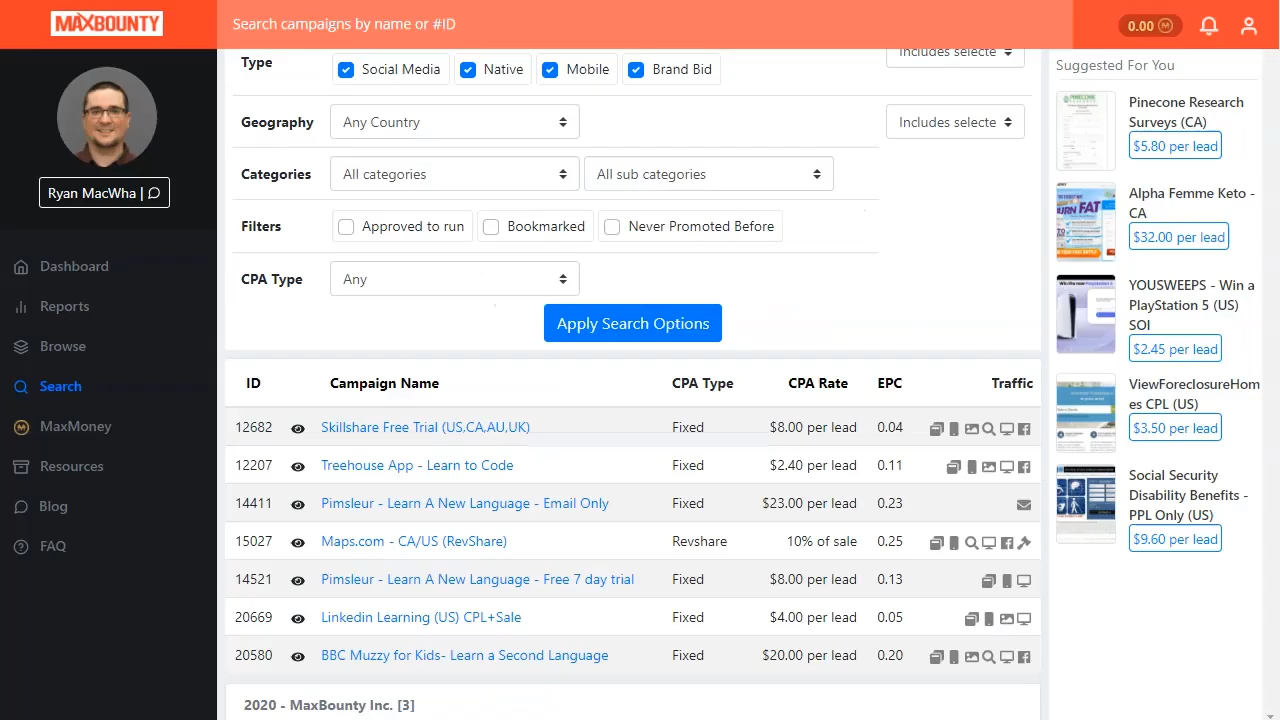 MAXBOUNTY
Search campaigns by name or #ID
0.00
Ryan MacWha |
Dashboard
Reports
Browse
Search
MaxMoney
Resources
Blog
FAQ
Type
Social Media
Native
Mobile
Brand Bid
Includes selecte
Geography
Any Country
Includes selecte
Categories
All Subcategories
Filters
Never Promoted Before
CPA Type
Apply Search Options
ID Campaign Name CPA Type CPA Rate EPC Traffic
12682 Skillshare Free Trial (US,CA,AU,UK) Fixed $8.00 per lead 0.04
12207 Treehouse App - Learn to Code Fixed $2.40 per lead 0.11
14411 Pimsleur - Learn A New Language - Email Only Fixed $23.00 per lead 0.23
15027 Maps.com - CA/US (RevShare) Revshare 10% of sale 0.25
14521 Pimsleur - Learn A New Language - Free 7 day trial Fixed $8.00 per lead 0.13
20669 Linkedin Learning (US) CPL+Sale Fixed $4.00 per lead 0.05
20580 BBC Muzzy for Kids- Learn a Second Language Fixed $20.00 per lead 0.20
2020 - MaxBounty Inc. [3]
Suggested For You
PINECONE
Pinecone Research
Surveys (CA)
$5.80 per lead
BURN FAT
Alpha Femme Keto -
CA
$32.00 per lead
YOUSWEEPS - Win a
PlayStation 5 (US)
SOI
$2.45 per lead
ViewForeclosureHom
es CPL (US)
$3.50 per lead
Social Security
Disability Benefits -
PPL Only (US)
$9.60 per lead